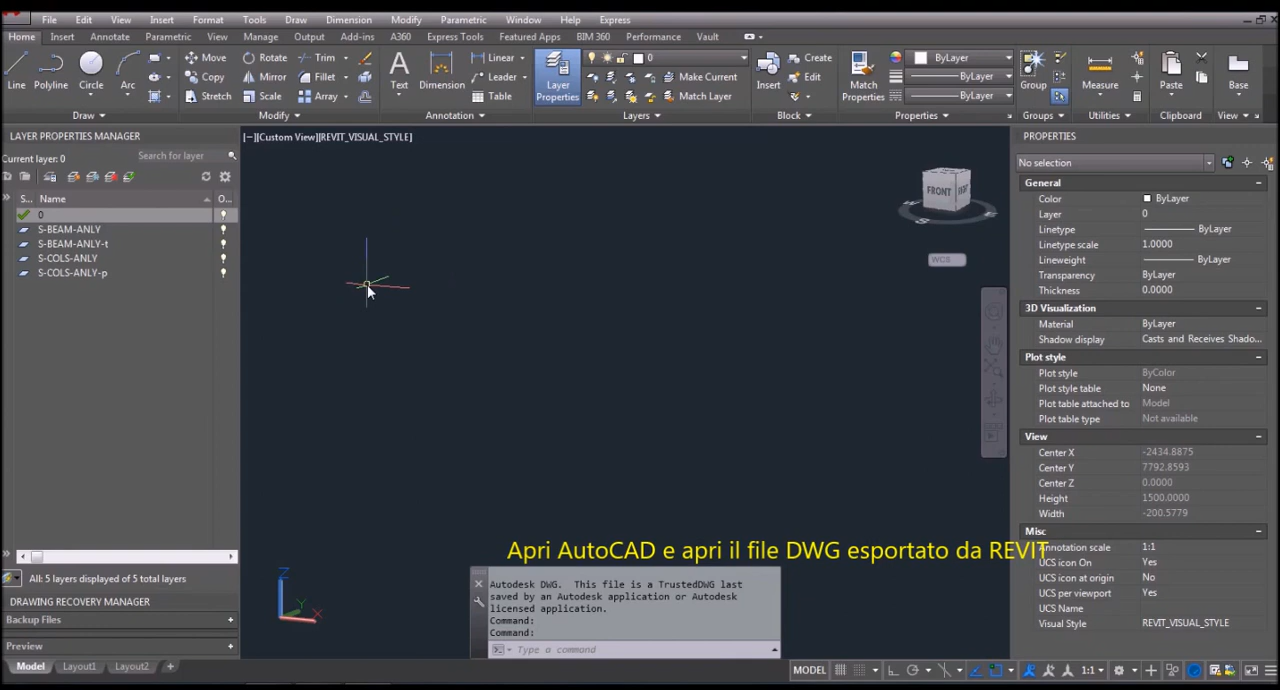 File Edit View Insert Format Tools Draw Dimension Modify Parametric Window Help Express
Home Insert Annotate Parametric View Manage Output Add-ins A360 Express Tools Featured Apps BIM 360 Performance Vault
Move Rotate Trim Linear 0 Create ByLayer
Copy Mirror Fillet Leader Make Current Edit ByLayer
Line Polyline Circle Arc Text Dimension Layer Properties Insert Match Properties Group Measure Paste Base
Stretch Scale Array Table Match Layer ByLayer
Draw Modify Annotation Layers Block Properties Groups Utilities Clipboard View
LAYER PROPERTIES MANAGER
Current layer: 0
Search for layer
S... Name O...
0
S-BEAM-ANLY
S-BEAM-ANLY-t
S-COLS-ANLY
S-COLS-ANLY-p
All: 5 layers displayed of 5 total layers
DRAWING RECOVERY MANAGER
Backup Files
Preview
[−][Custom View][REVIT_VISUAL_STYLE]
FRONT
S E
WCS
Z
Y
X
Apri AutoCAD e apri il file DWG esportato da REVIT
Autodesk DWG. This file is a TrustedDWG last
saved by an Autodesk application or Autodesk
licensed application.
Command:
Command:
Type a command
PROPERTIES
No selection
General
Color ByLayer
Layer 0
Linetype ByLayer
Linetype scale 1.0000
Lineweight ByLayer
Transparency ByLayer
Thickness 0.0000
3D Visualization
Material ByLayer
Shadow display Casts and Receives Shado...
Plot style
Plot style ByColor
Plot style table None
Plot table attached to Model
Plot table type Not available
View
Center X -2434.8875
Center Y 7792.8593
Center Z 0.0000
Height 1500.0000
Width -200.5779
Misc
Annotation scale 1:1
UCS icon On Yes
UCS icon at origin No
UCS per viewport Yes
UCS Name
Visual Style REVIT_VISUAL_STYLE
Model Layout1 Layout2 +
MODEL 1:1